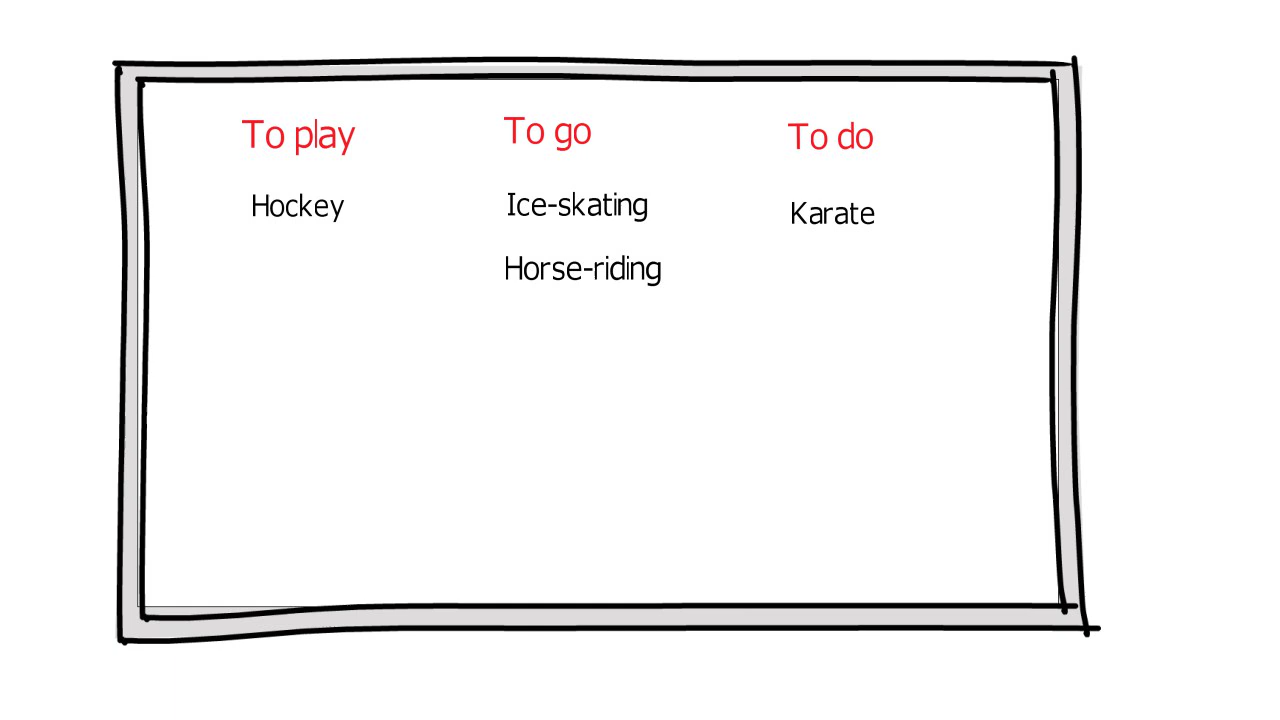 To play
To go
To do
Hockey
Ice-skating
Karate
Horse-riding